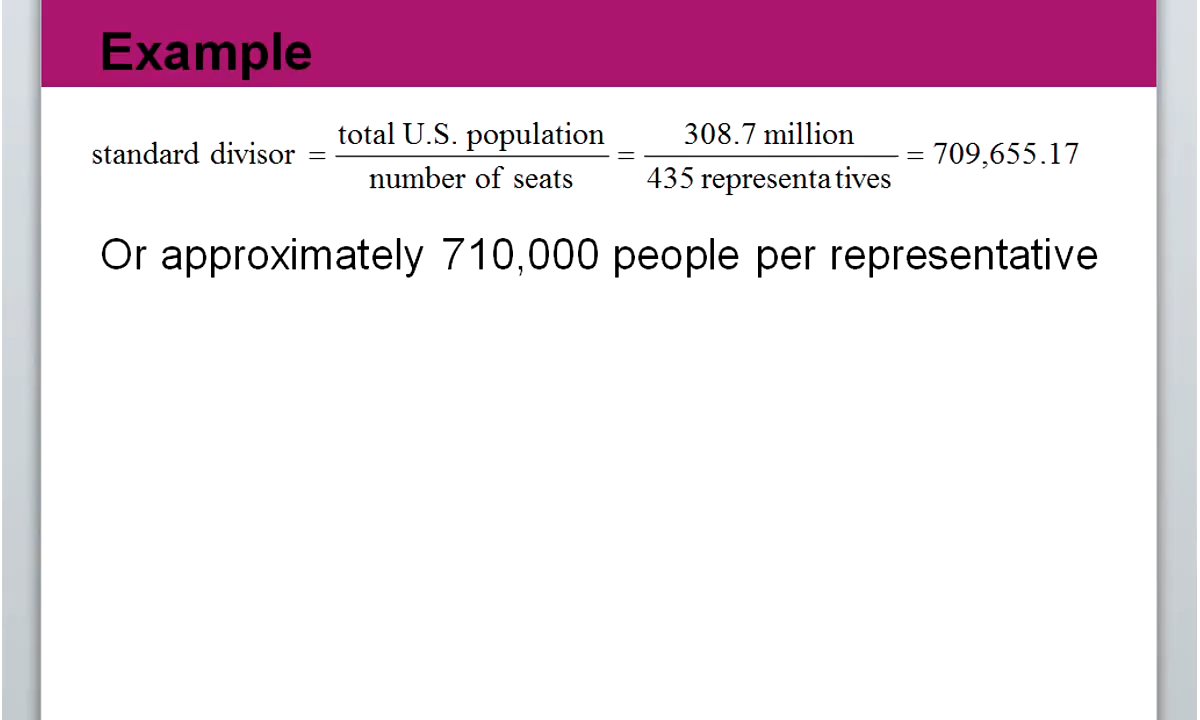 Example
standard divisor = total U.S. population / number of seats = 308.7 million / 435 representatives = 709,655.17
Or approximately 710,000 people per representative